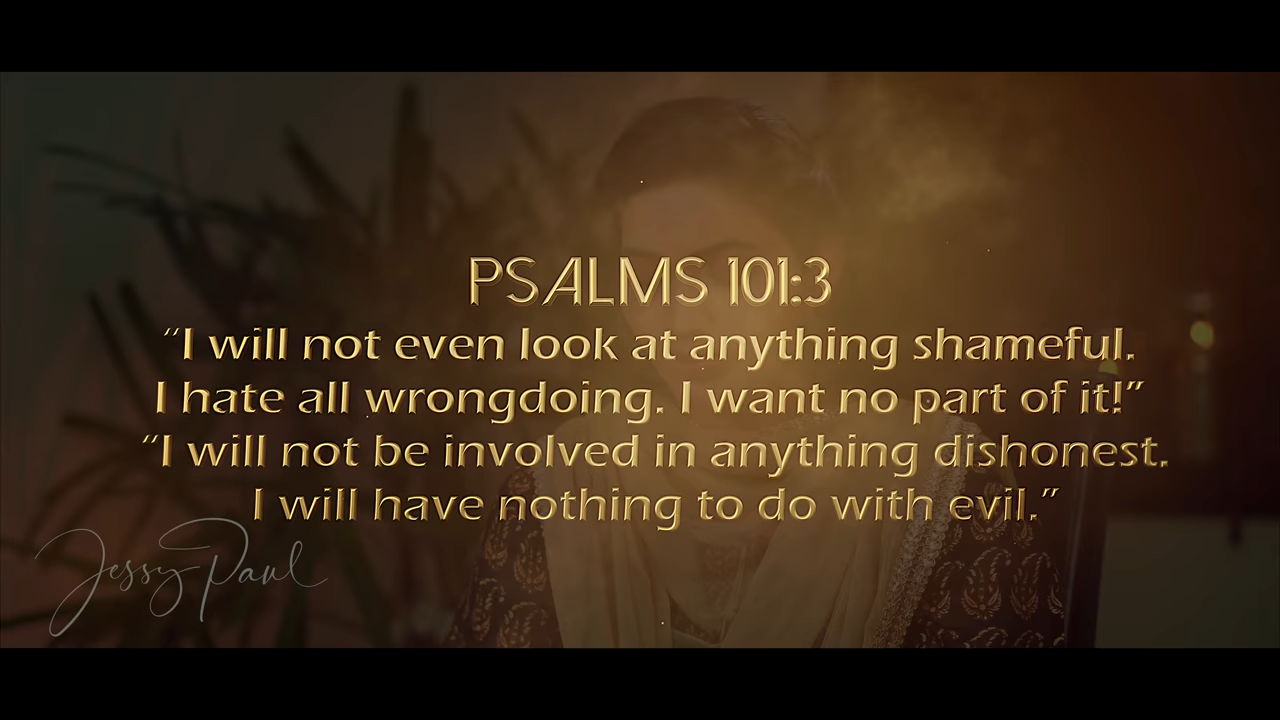 PSALMS 101:3
“I will not even look at anything shameful.
I hate all wrongdoing. I want no part of it!”
“I will not be involved in anything dishonest.
I will have nothing to do with evil.”
Jessy Paul